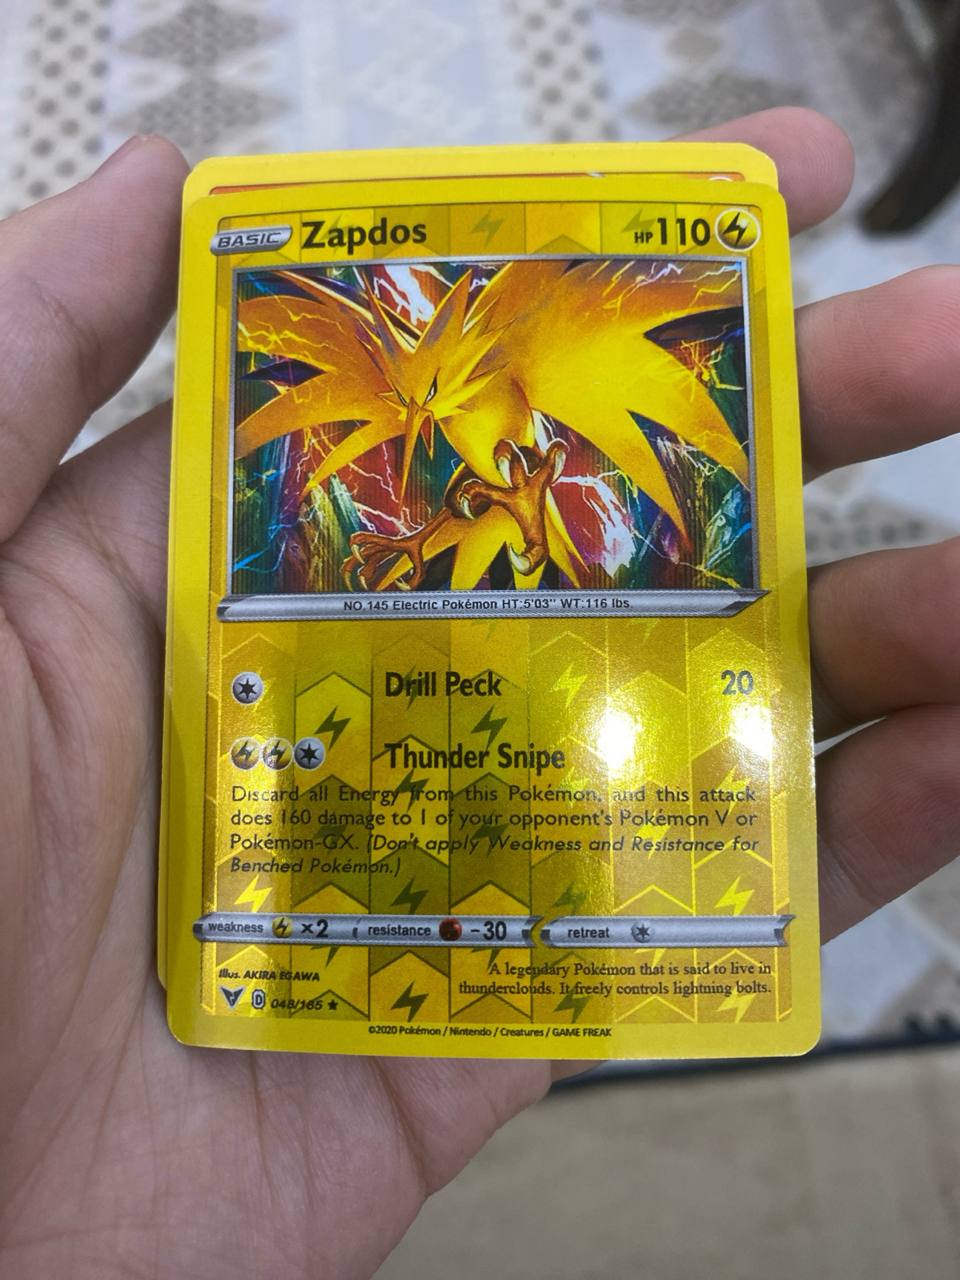 BASIC Zapdos HP 110
NO.145 Electric Pokémon HT:5'03" WT:116 lbs.
Drill Peck 20
Thunder Snipe
Discard all Energy from this Pokémon, and this attack
does 160 damage to 1 of your opponent's Pokémon V or
Pokémon-GX. (Don't apply Weakness and Resistance for
Benched Pokémon.)
weakness ×2 resistance -30 retreat
Illus. AKIRA EGAWA
A legendary Pokémon that is said to live in
thunderclouds. It freely controls lightning bolts.
D 048/185 ★
©2020 Pokémon / Nintendo / Creatures / GAME FREAK